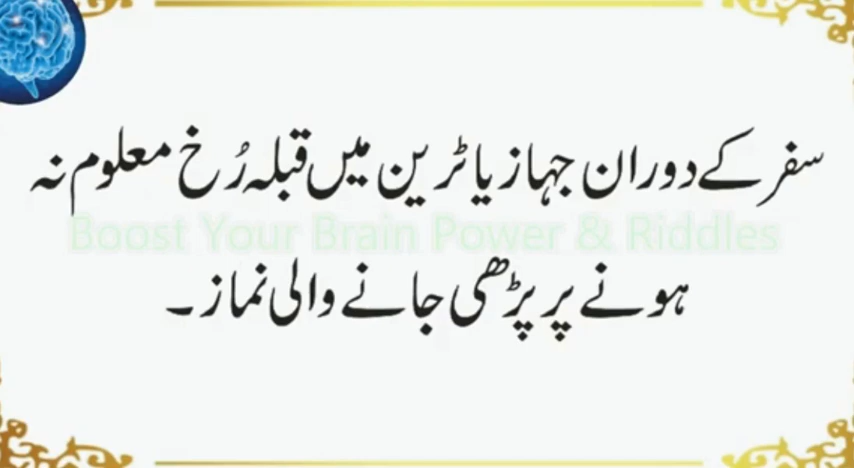 سفر کے دوران جہاز یا ٹرین میں قبلہ رُخ معلوم نہ
Boost Your Brain Power & Riddles
ہونے پر پڑھی جانے والی نماز۔